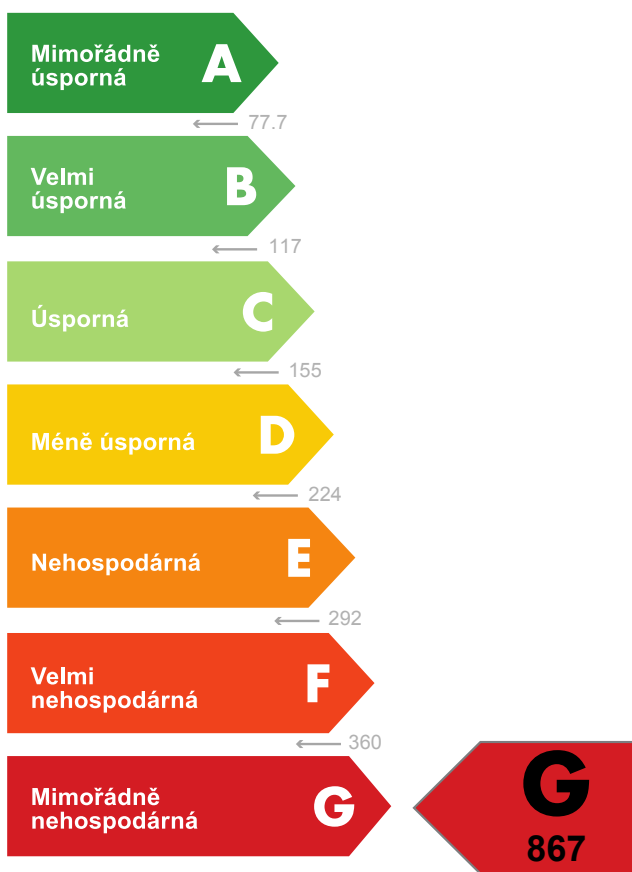 Mimořádně
úsporná
A
77.7
Velmi
úsporná
B
117
Úsporná
C
155
Méně úsporná
D
224
Nehospodárná
E
292
Velmi
nehospodárná
F
360
Mimořádně
nehospodárná
G
G
867